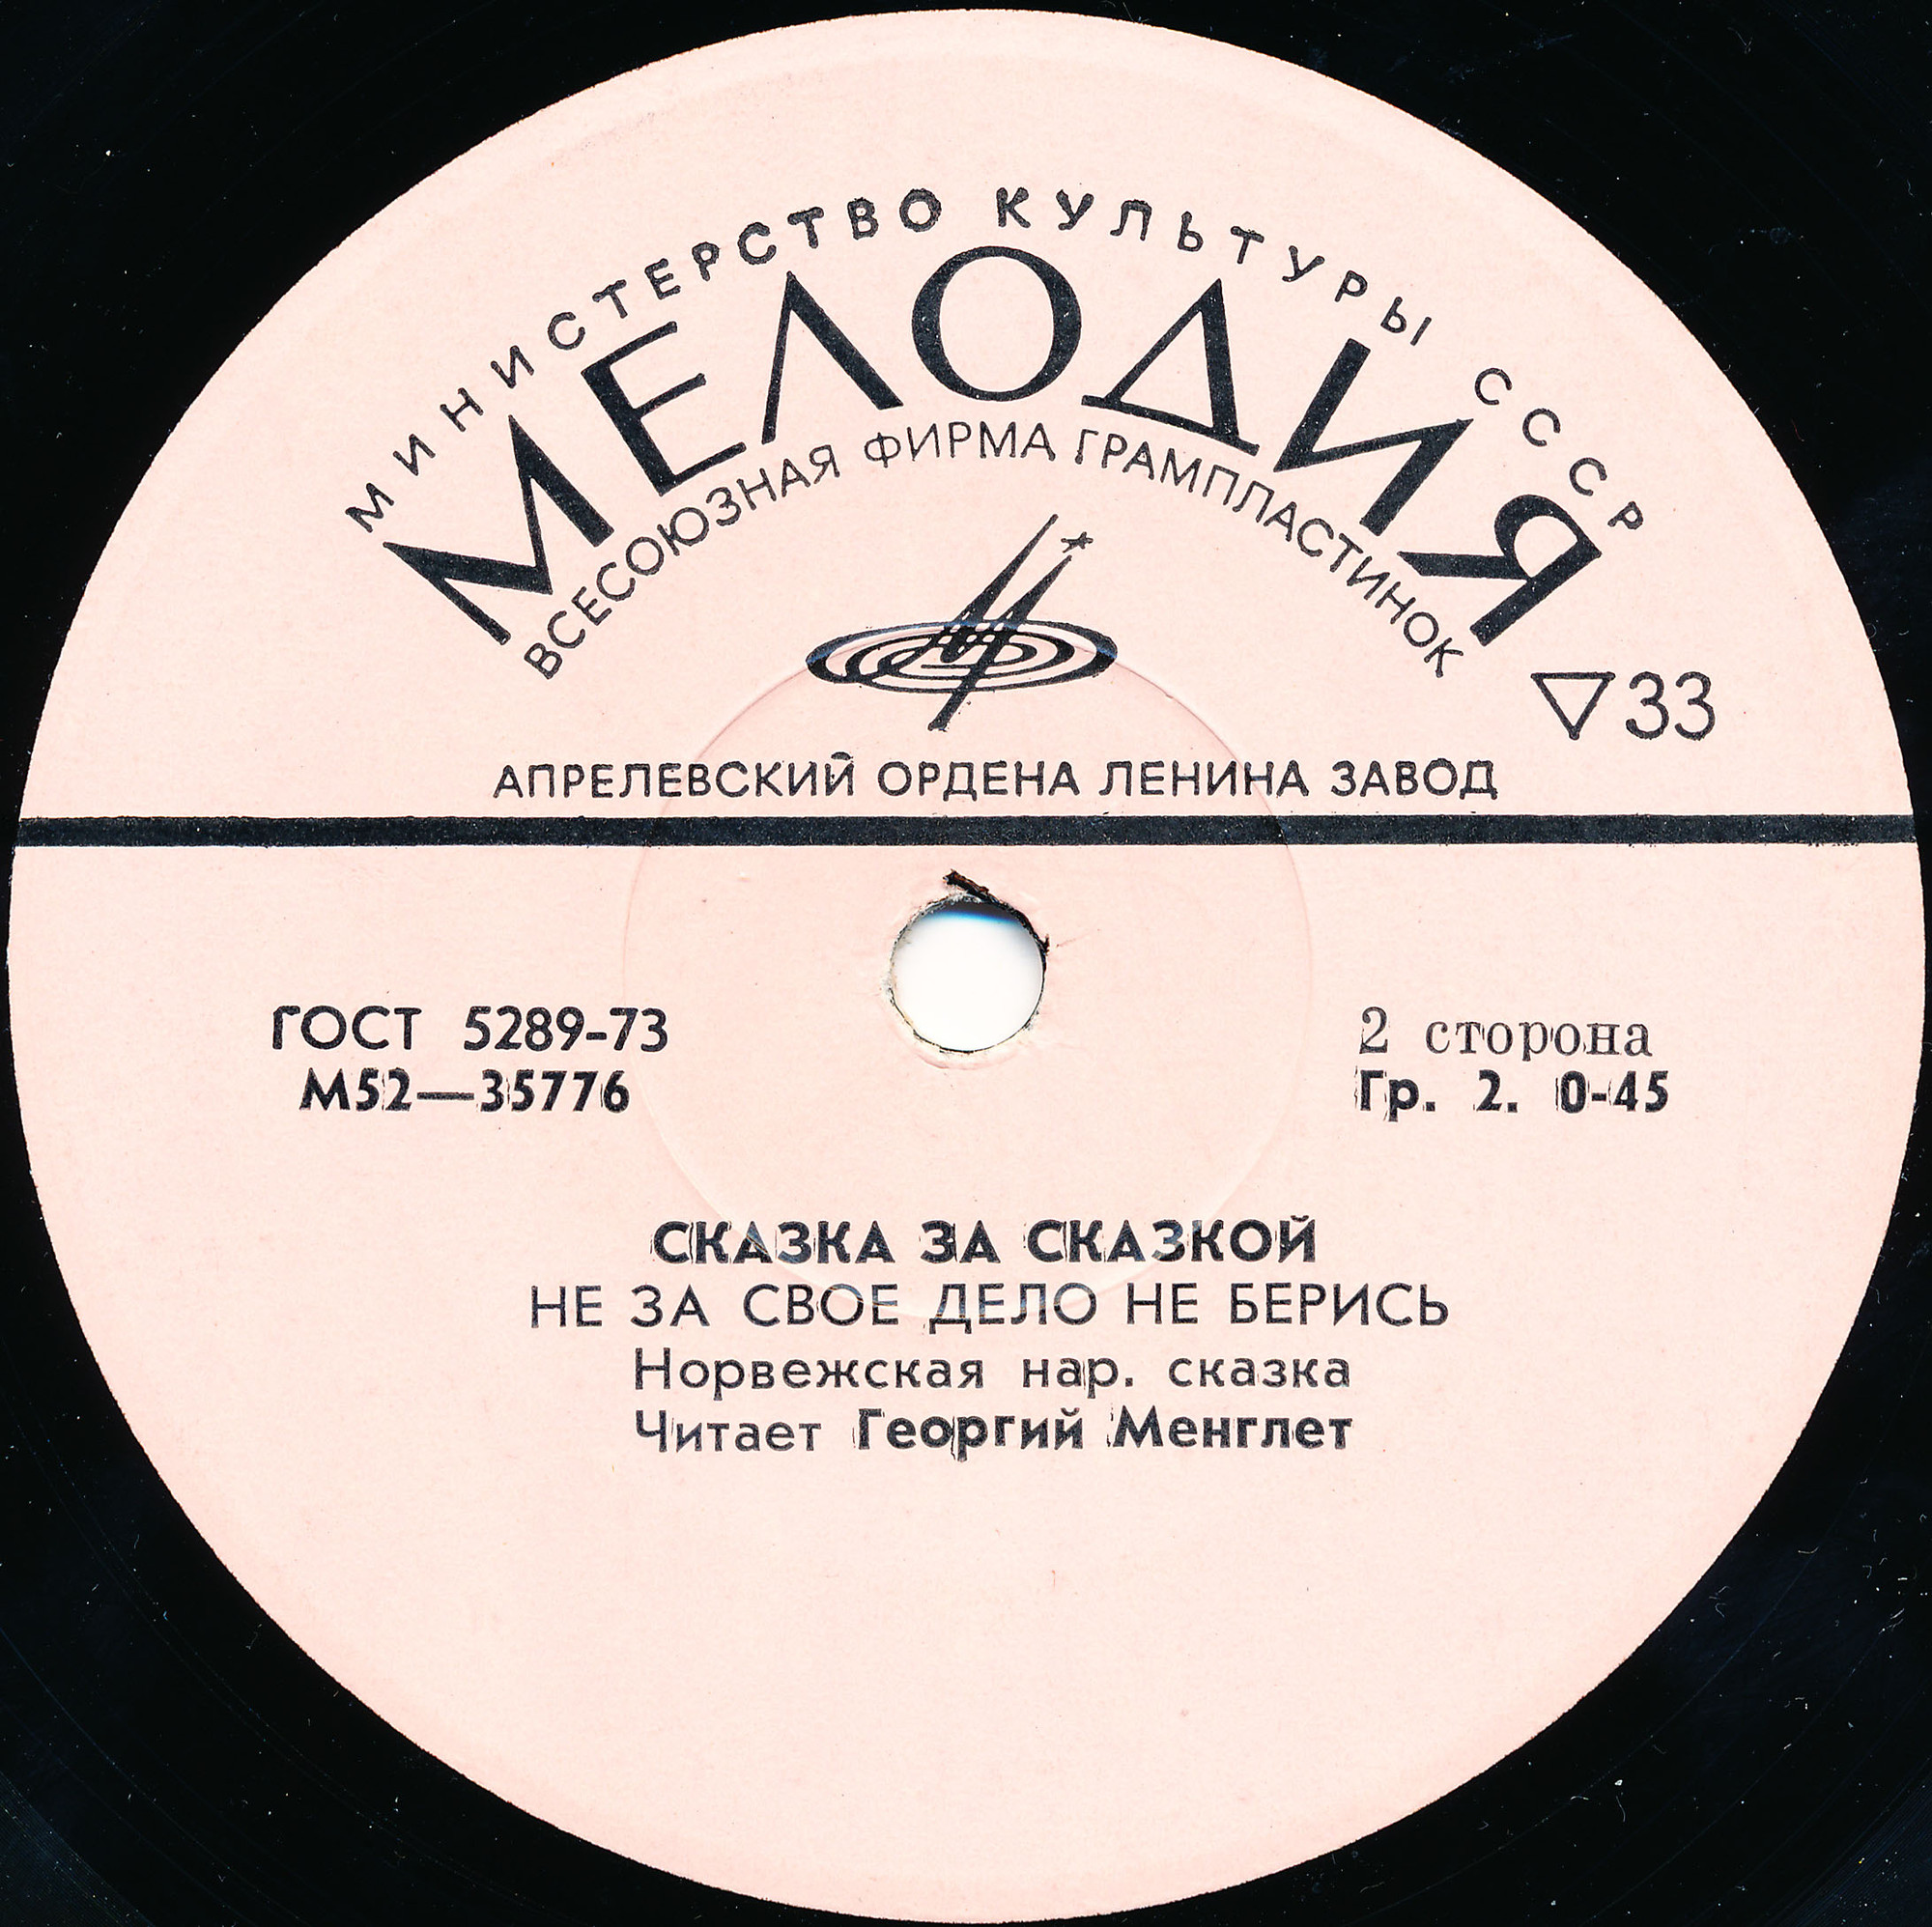 МИНИСТЕРСТВО КУЛЬТУРЫ СССР
МЕЛОДИЯ
ВСЕСОЮЗНАЯ ФИРМА ГРАМПЛАСТИНОК
33
АПРЕЛЕВСКИЙ ОРДЕНА ЛЕНИНА ЗАВОД
ГОСТ 5289-73
М52—35776
2 сторона
Гр. 2. 0-45
СКАЗКА ЗА СКАЗКОЙ
НЕ ЗА СВОЕ ДЕЛО НЕ БЕРИСЬ
Норвежская нар. сказка
Читает Георгий Менглет